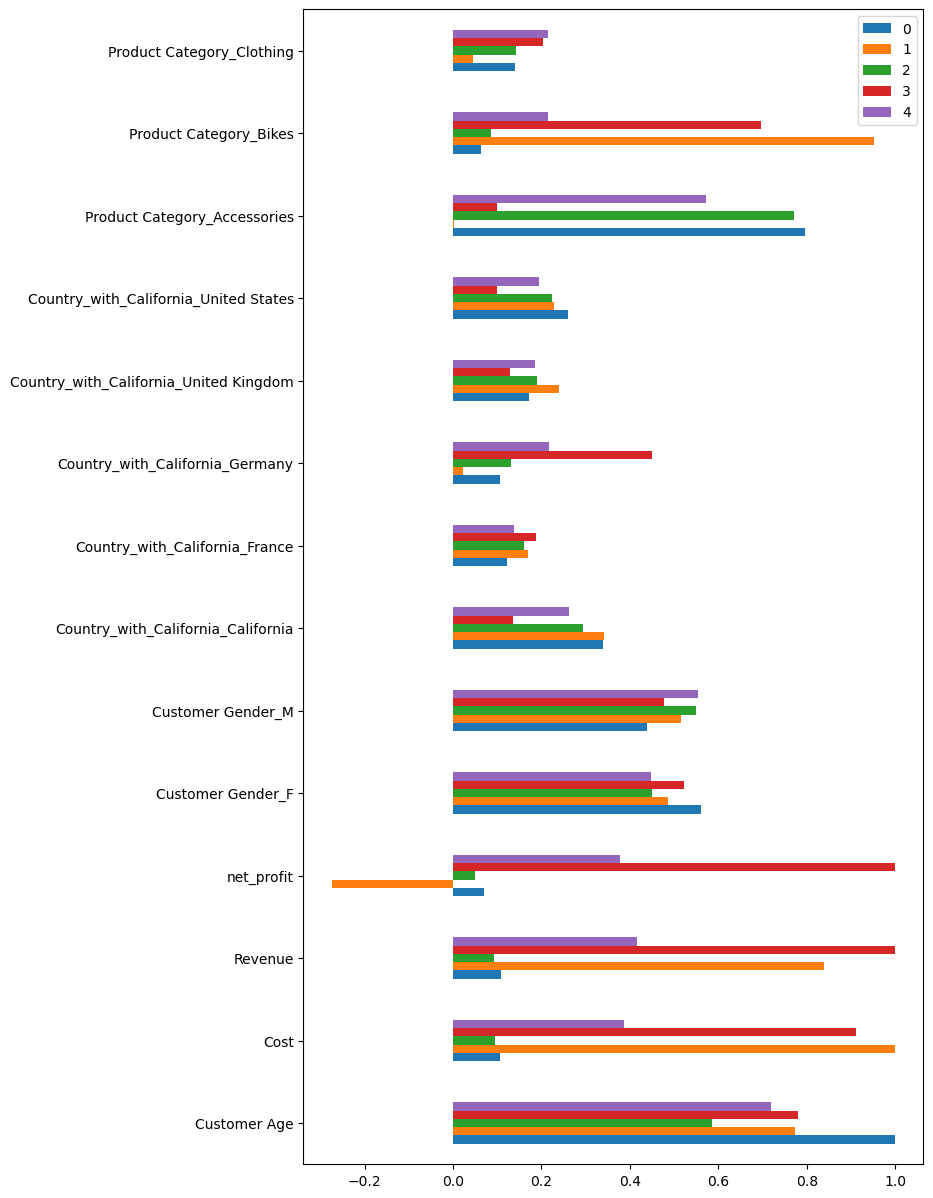 0
1
2
3
4
Product Category_Clothing
Product Category_Bikes
Product Category_Accessories
Country_with_California_United States
Country_with_California_United Kingdom
Country_with_California_Germany
Country_with_California_France
Country_with_California_California
Customer Gender_M
Customer Gender_F
net_profit
Revenue
Cost
Customer Age
−0.2 0.0 0.2 0.4 0.6 0.8 1.0